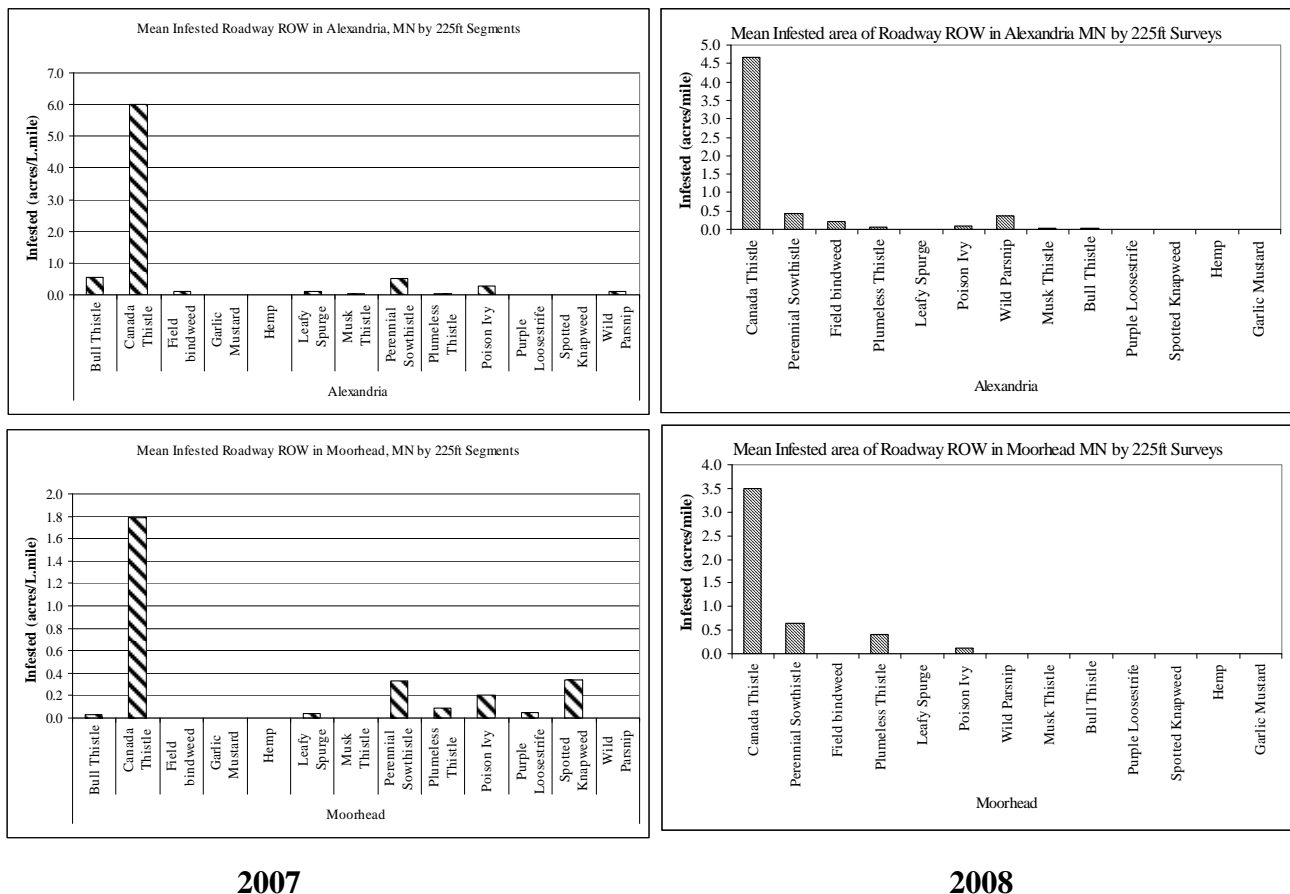 Mean Infested Roadway ROW in Alexandria, MN by 225ft Segments
Infested (acres/L.mile)
7.0
6.0
5.0
4.0
3.0
2.0
1.0
0.0
Bull Thistle
Canada
Thistle
Field
bindweed
Garlic
Mustard
Hemp
Leafy
Spurge
Musk
Thistle
Perennial
Sowthistle
Plumeless
Thistle
Poison Ivy
Purple
Loosestrife
Spotted
Knapweed
Wild
Parsnip
Alexandria
Mean Infested area of Roadway ROW in Alexandria MN by 225ft Surveys
Infested (acres/mile)
5.0
4.5
4.0
3.5
3.0
2.5
2.0
1.5
1.0
0.5
0.0
Canada Thistle
Perennial Sowthistle
Field bindweed
Plumeless Thistle
Leafy Spurge
Poison Ivy
Wild Parsnip
Musk Thistle
Bull Thistle
Purple Loosestrife
Spotted Knapweed
Hemp
Garlic Mustard
Alexandria
Mean Infested Roadway ROW in Moorhead, MN by 225ft Segments
Infested (acres/L.mile)
2.0
1.8
1.6
1.4
1.2
1.0
0.8
0.6
0.4
0.2
0.0
Bull Thistle
Canada
Thistle
Field
bindweed
Garlic
Mustard
Hemp
Leafy
Spurge
Musk
Thistle
Perennial
Sowthistle
Plumeless
Thistle
Poison Ivy
Purple
Loosestrife
Spotted
Knapweed
Wild
Parsnip
Moorhead
Mean Infested area of Roadway ROW in Moorhead MN by 225ft Surveys
Infested (acres/mile)
4.0
3.5
3.0
2.5
2.0
1.5
1.0
0.5
0.0
Canada Thistle
Perennial Sowthistle
Field bindweed
Plumeless Thistle
Leafy Spurge
Poison Ivy
Wild Parsnip
Musk Thistle
Bull Thistle
Purple Loosestrife
Spotted Knapweed
Hemp
Garlic Mustard
Moorhead
2007
2008